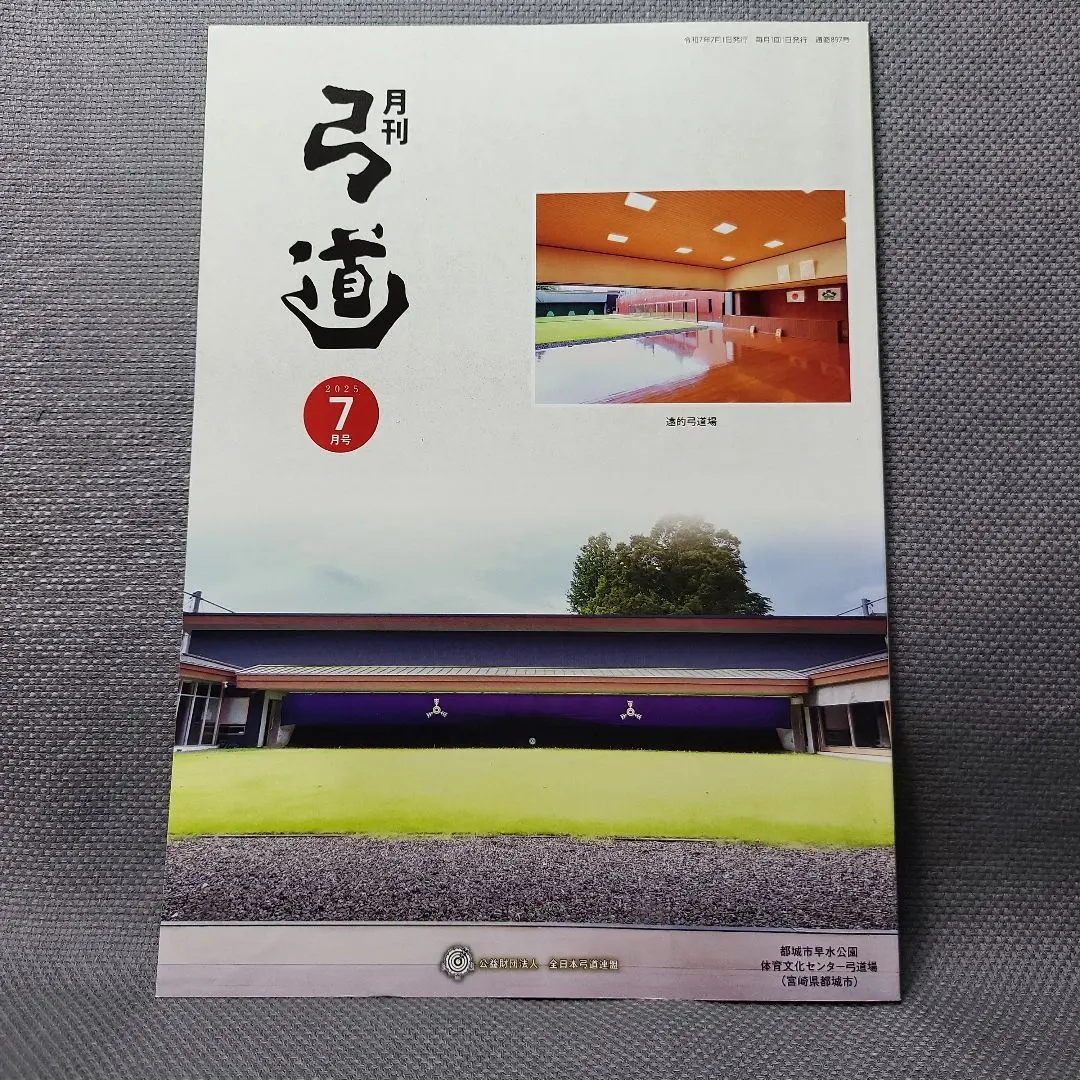 令和7年7月1日発行　毎月1回1日発行　通巻897号
月刊
弓道
2025
7
月号
遠的弓道場
公益財団法人　全日本弓道連盟
都城市早水公園
体育文化センター弓道場
（宮崎県都城市）